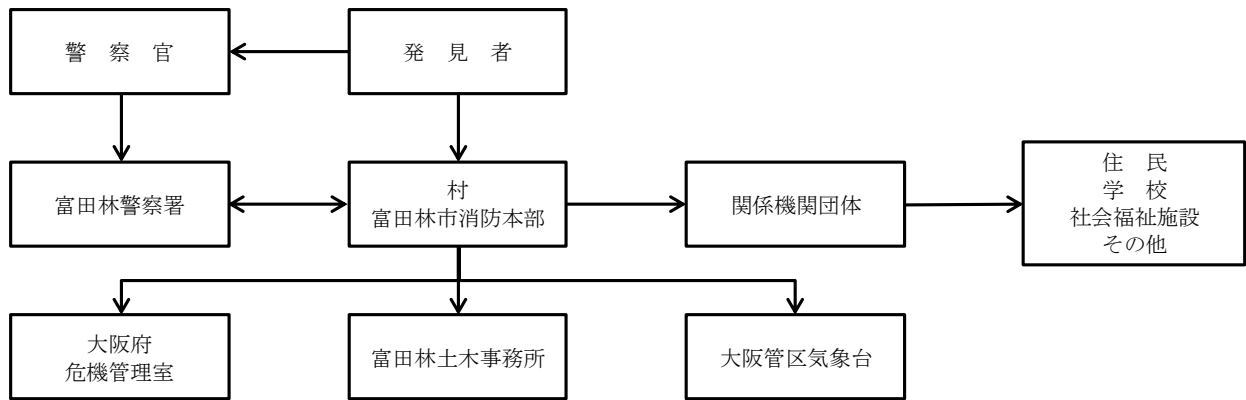 警　察　官
発　見　者
富田林警察署
村
富田林市消防本部
関係機関団体
住　民
学　校
社会福祉施設
その他
大阪府
危機管理室
富田林土木事務所
大阪管区気象台